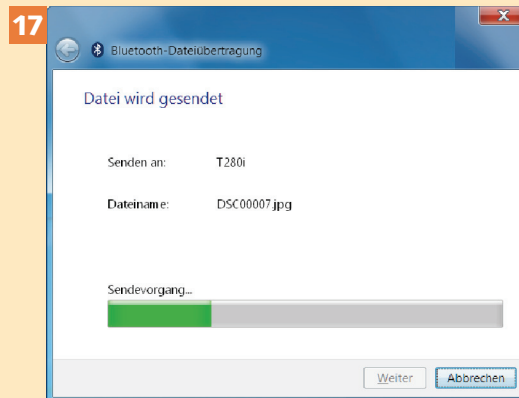 17
Bluetooth-Dateiübertragung
Datei wird gesendet
Senden an: T280i
Dateiname: DSC00007.jpg
Sendevorgang...
Weiter Abbrechen